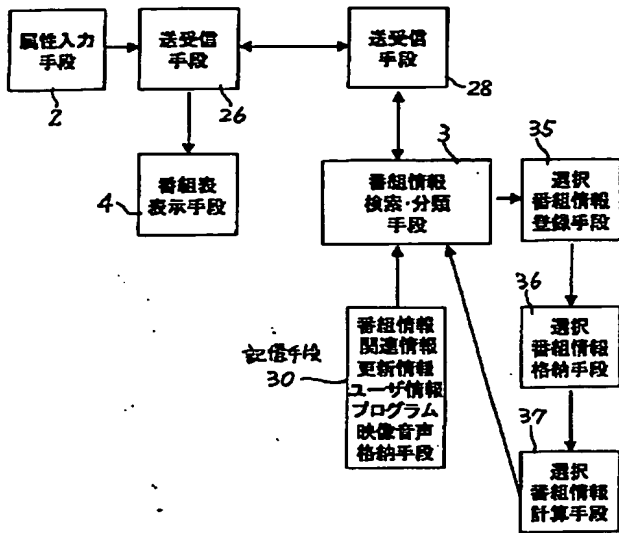 属性入力
手段
2
送受信
手段
26
送受信
手段
28
番組表
表示手段
4
3
番組情報
検索・分類
手段
35
選択
番組情報
登録手段
36
選択
番組情報
格納手段
37
選択
番組情報
計算手段
記憶手段
30
番組情報
関連情報
更新情報
ユーザ情報
プログラム
映像音声
格納手段